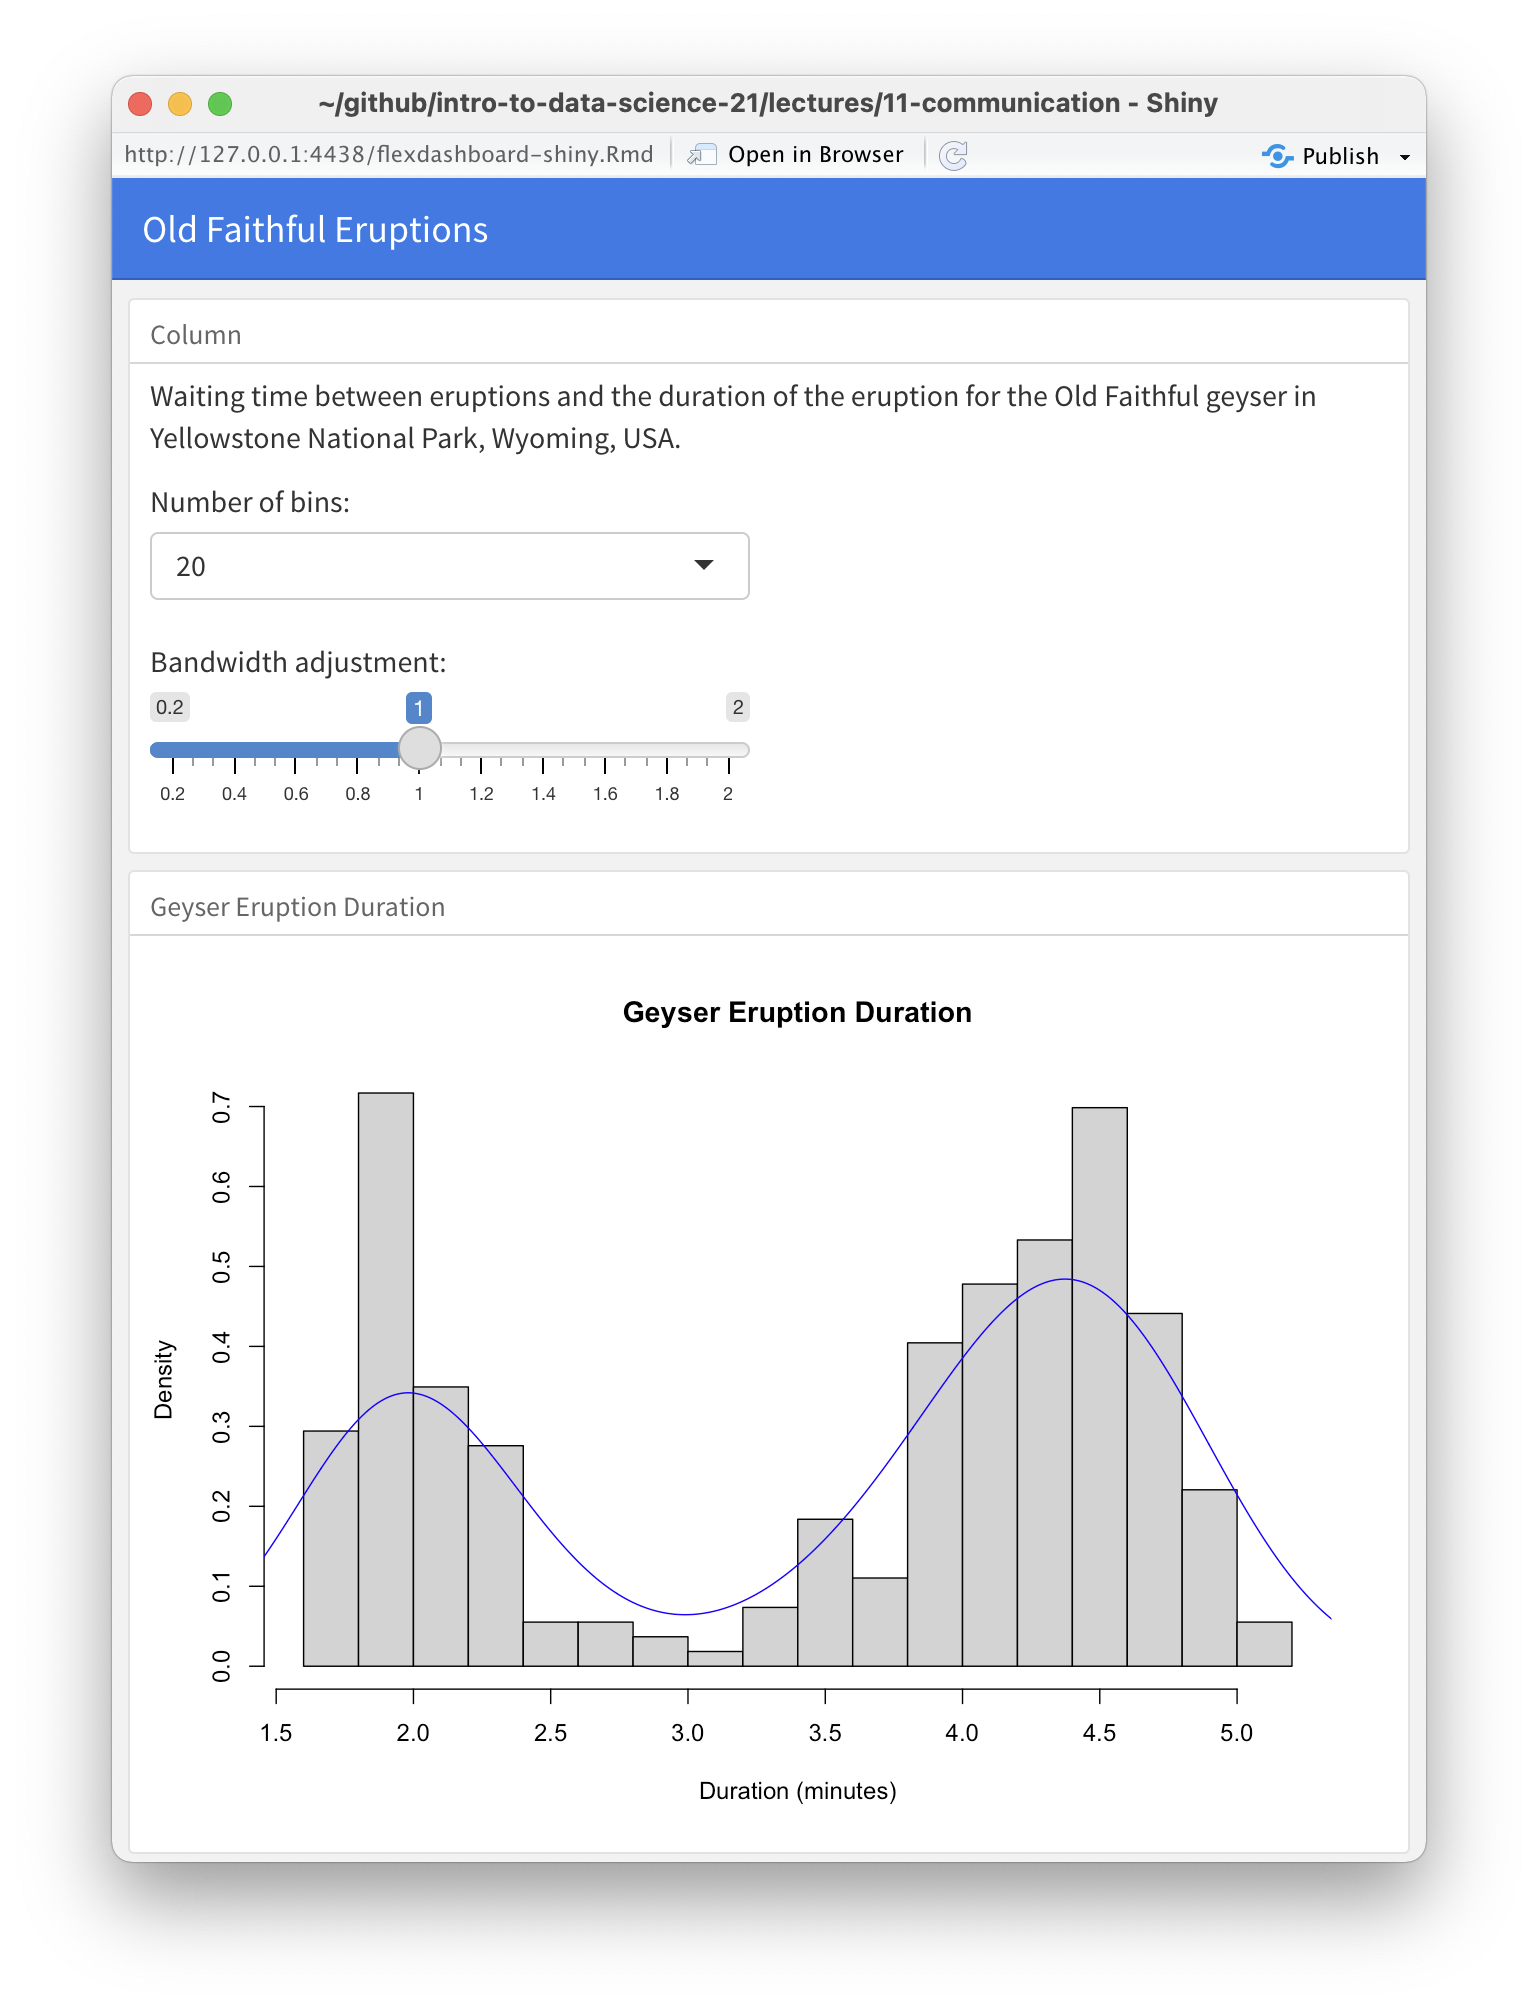 ~/github/intro-to-data-science-21/lectures/11-communication - Shiny
http://127.0.0.1:4438/flexdashboard-shiny.Rmd Open in Browser Publish
Old Faithful Eruptions
Column
Waiting time between eruptions and the duration of the eruption for the Old Faithful geyser in
Yellowstone National Park, Wyoming, USA.
Number of bins:
20
Bandwidth adjustment:
0.2 1 2
0.2 0.4 0.6 0.8 1 1.2 1.4 1.6 1.8 2
Geyser Eruption Duration
Geyser Eruption Duration
Density
0.7
0.6
0.5
0.4
0.3
0.2
0.1
0.0
1.5 2.0 2.5 3.0 3.5 4.0 4.5 5.0
Duration (minutes)